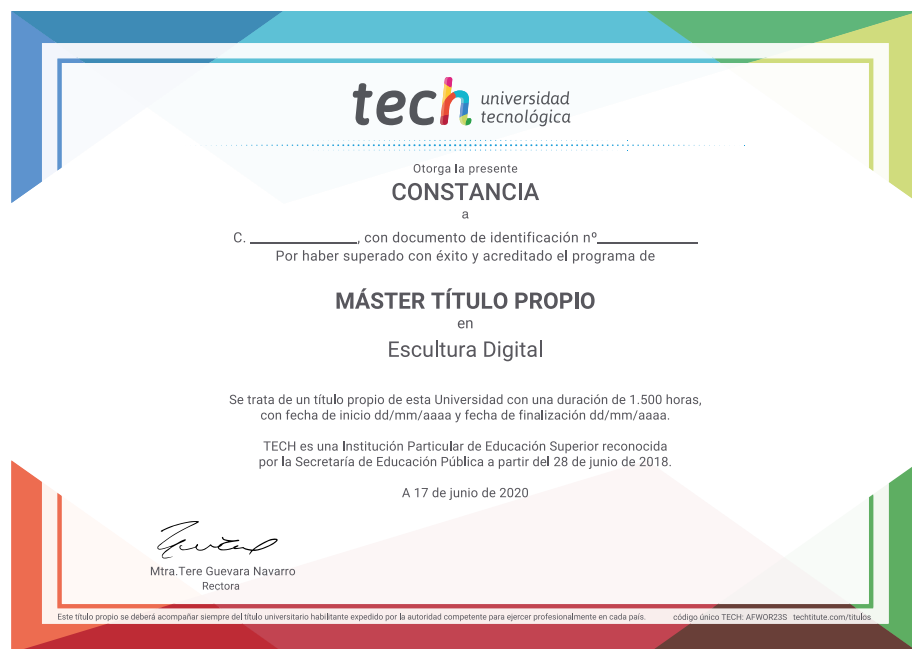 tech universidad
tecnológica
Otorga la presente
CONSTANCIA
a
C. ____________, con documento de identificación nº____________
Por haber superado con éxito y acreditado el programa de
MÁSTER TÍTULO PROPIO
en
Escultura Digital
Se trata de un título propio de esta Universidad con una duración de 1.500 horas,
con fecha de inicio dd/mm/aaaa y fecha de finalización dd/mm/aaaa.
TECH es una Institución Particular de Educación Superior reconocida
por la Secretaría de Educación Pública a partir del 28 de junio de 2018.
A 17 de junio de 2020
Mtra.Tere Guevara Navarro
Rectora
Este título propio se deberá acompañar siempre del título universitario habilitante expedido por la autoridad competente para ejercer profesionalmente en cada país. código único TECH: AFWOR23S techtitute.com/titulos